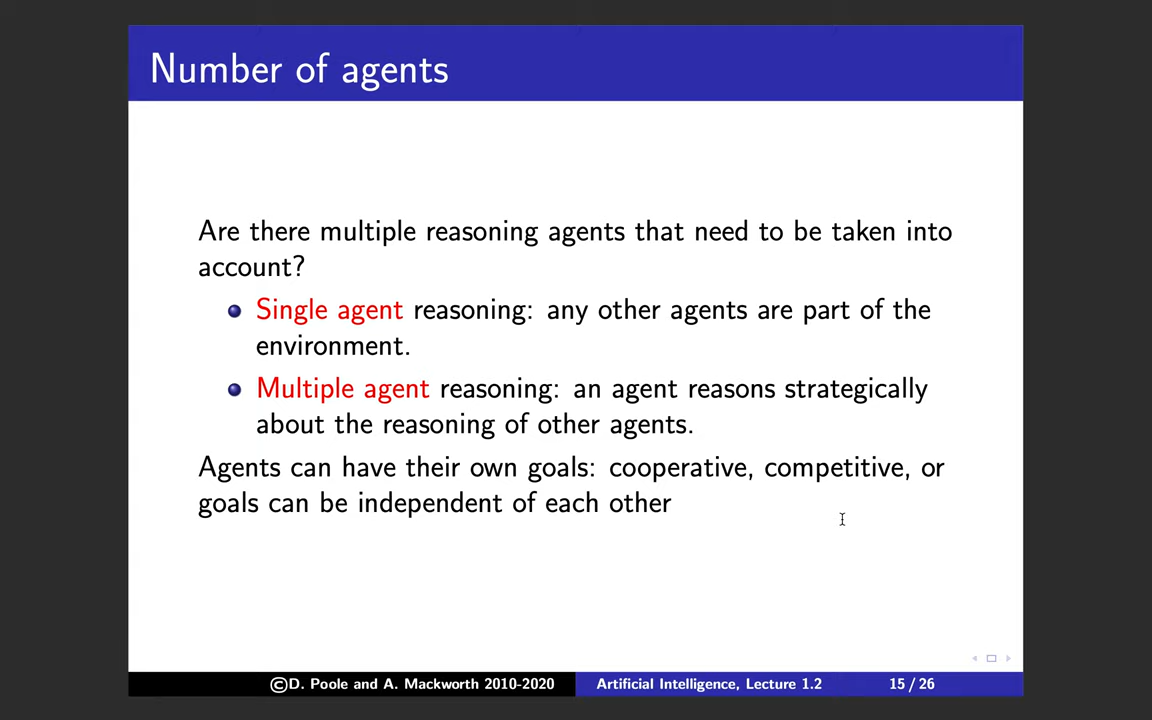 Number of agents
Are there multiple reasoning agents that need to be taken into
account?
Single agent reasoning: any other agents are part of the
environment.
Multiple agent reasoning: an agent reasons strategically
about the reasoning of other agents.
Agents can have their own goals: cooperative, competitive, or
goals can be independent of each other
©D. Poole and A. Mackworth 2010-2020
Artificial Intelligence, Lecture 1.2
15 / 26